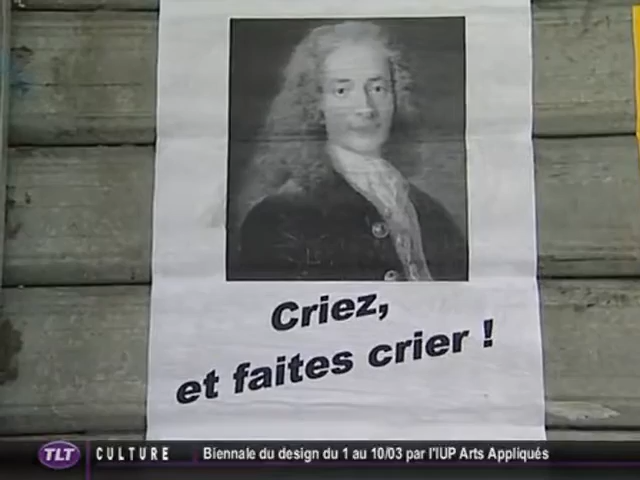 Criez,
et faites crier !
TLT CULTURE Biennale du design du 1 au 10/03 par l'IUP Arts Appliqués